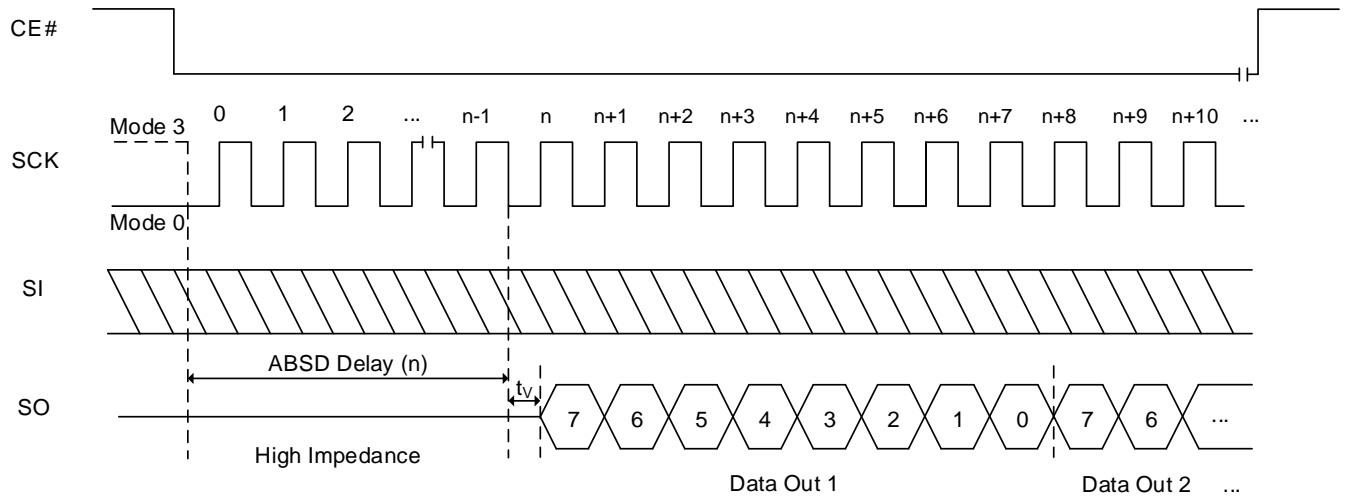 CE#
0 1 2 ... n-1 n n+1 n+2 n+3 n+4 n+5 n+6 n+7 n+8 n+9 n+10 ...
Mode 3
SCK
Mode 0
SI
ABSD Delay (n)
tV
SO
7 6 5 4 3 2 1 0 7 6 ...
High Impedance
Data Out 1 Data Out 2 ...